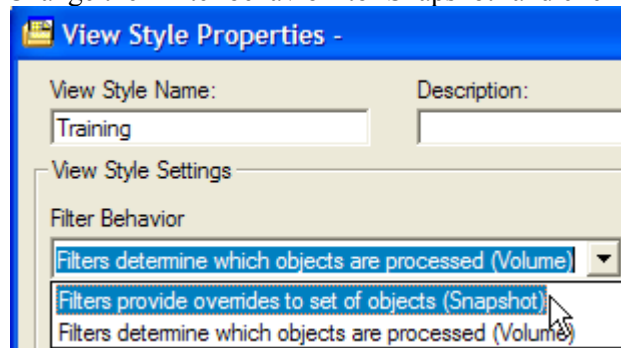 View Style Properties -
View Style Name: Description:
Training
View Style Settings
Filter Behavior
Filters determine which objects are processed (Volume)
Filters provide overrides to set of objects (Snapshot)
Filters determine which objects are processed (Volume)